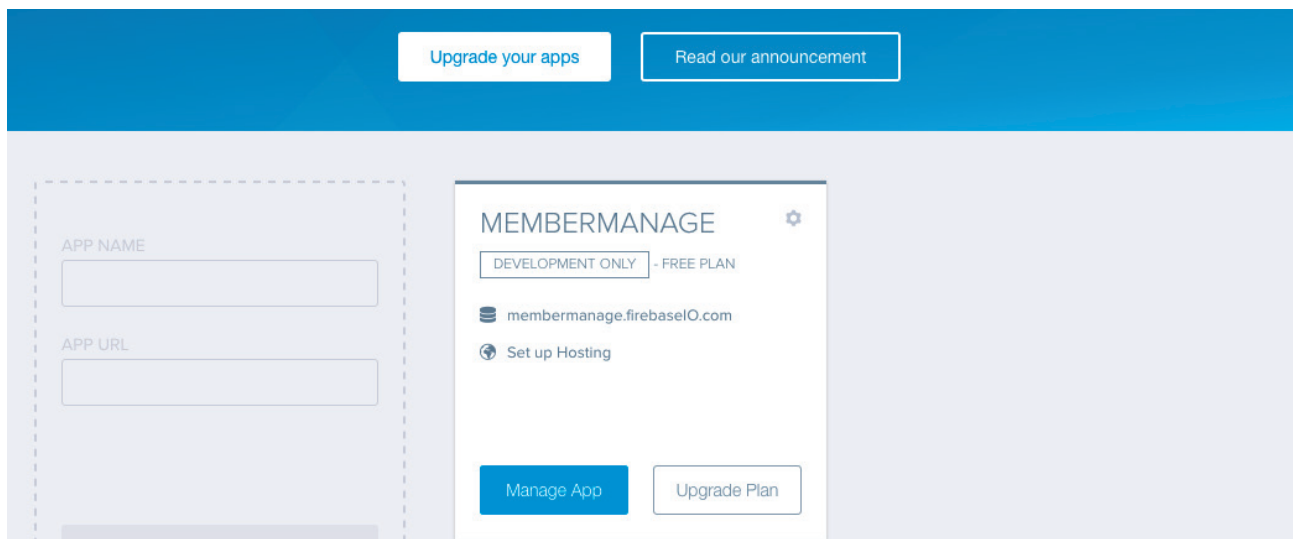 Upgrade your apps
Read our announcement
APP NAME
APP URL
MEMBERMANAGE
DEVELOPMENT ONLY - FREE PLAN
membermanage.firebaseIO.com
Set up Hosting
Manage App
Upgrade Plan